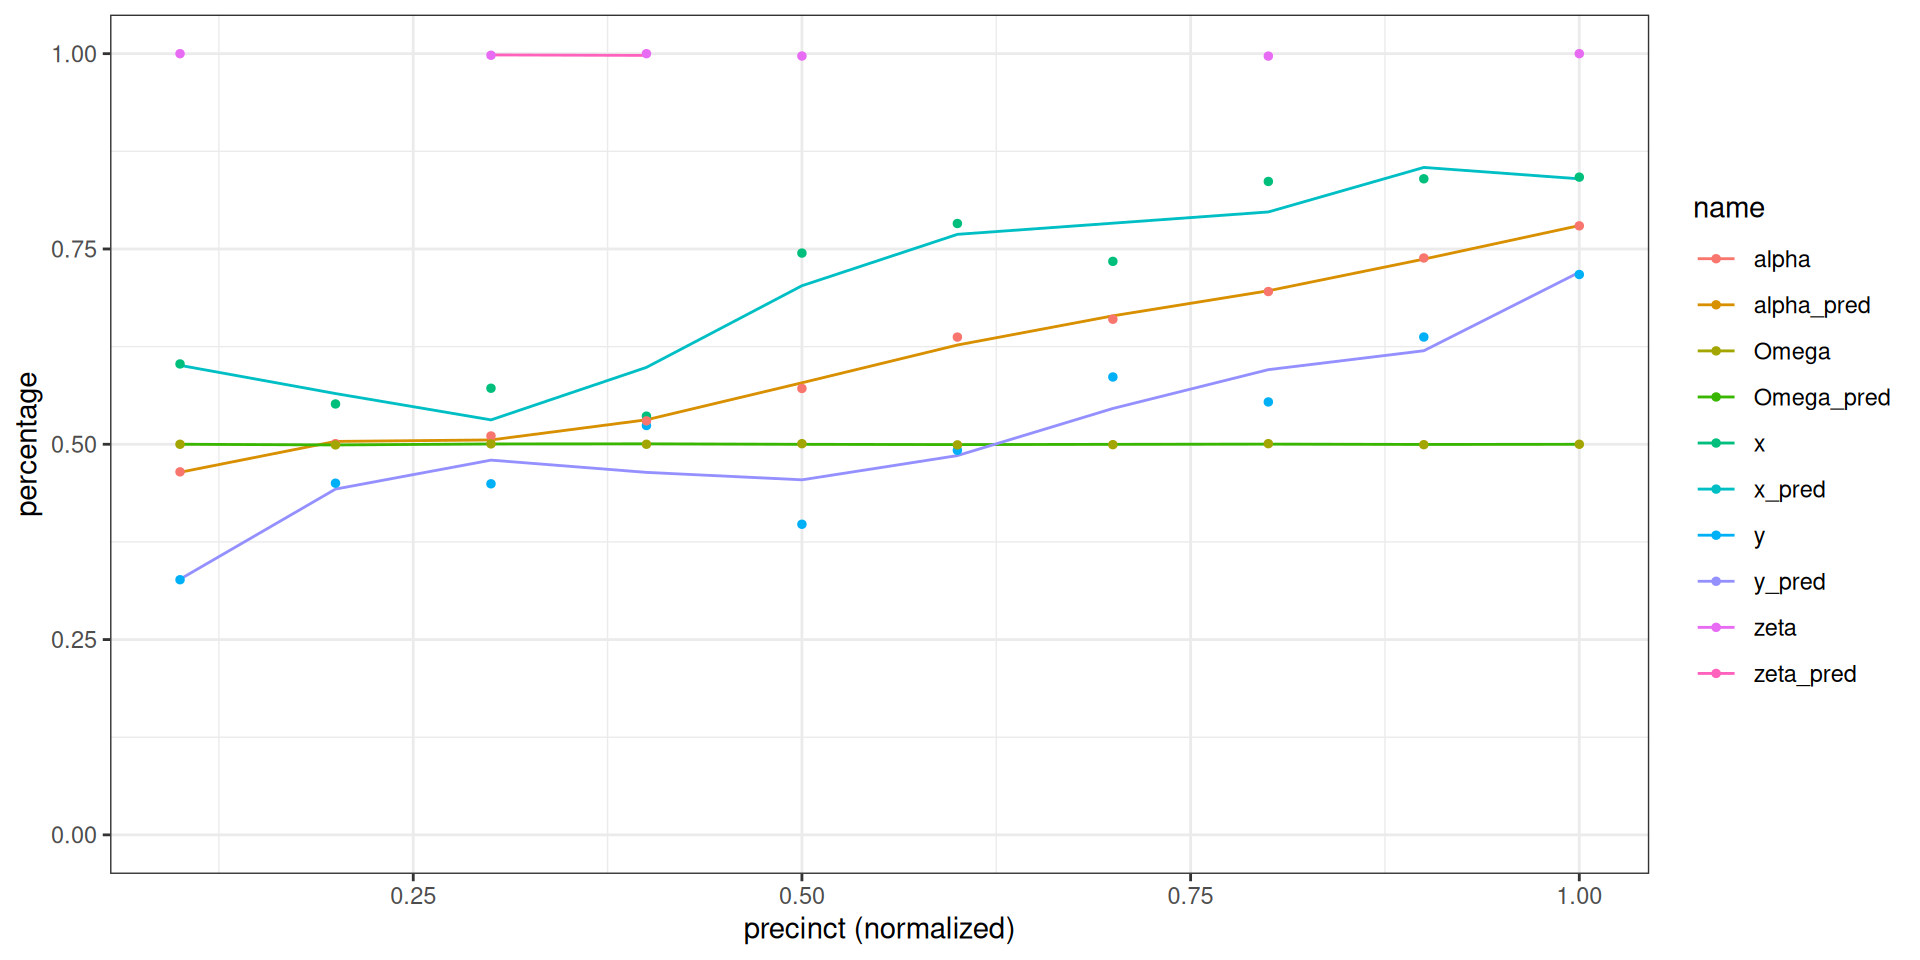 percentage
1.00
0.75
0.50
0.25
0.00
0.25
0.50
0.75
1.00
precinct (normalized)
name
alpha
alpha_pred
Omega
Omega_pred
x
x_pred
y
y_pred
zeta
zeta_pred